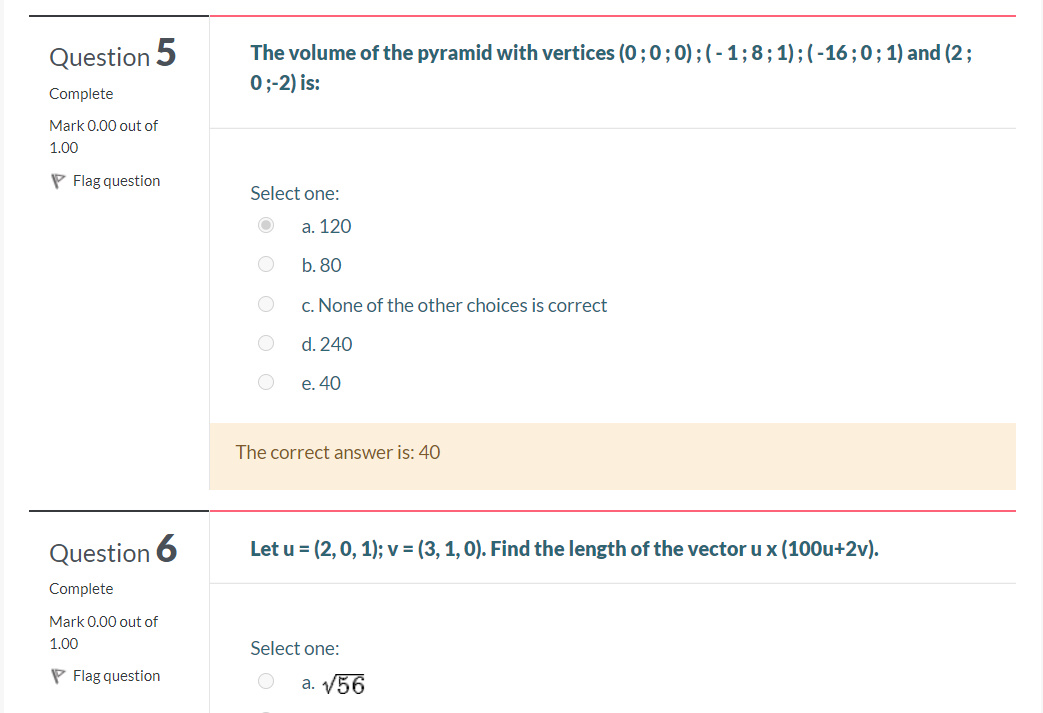 Question 5
Complete
Mark 0.00 out of
1.00
Flag question
The volume of the pyramid with vertices (0 ; 0 ; 0) ; ( - 1 ; 8 ; 1) ; ( -16 ; 0 ; 1) and (2 ;
0 ;-2) is:
Select one:
a. 120
b. 80
c. None of the other choices is correct
d. 240
e. 40
The correct answer is: 40
Question 6
Complete
Mark 0.00 out of
1.00
Flag question
Let u = (2, 0, 1); v = (3, 1, 0). Find the length of the vector u x (100u+2v).
Select one:
a. √56